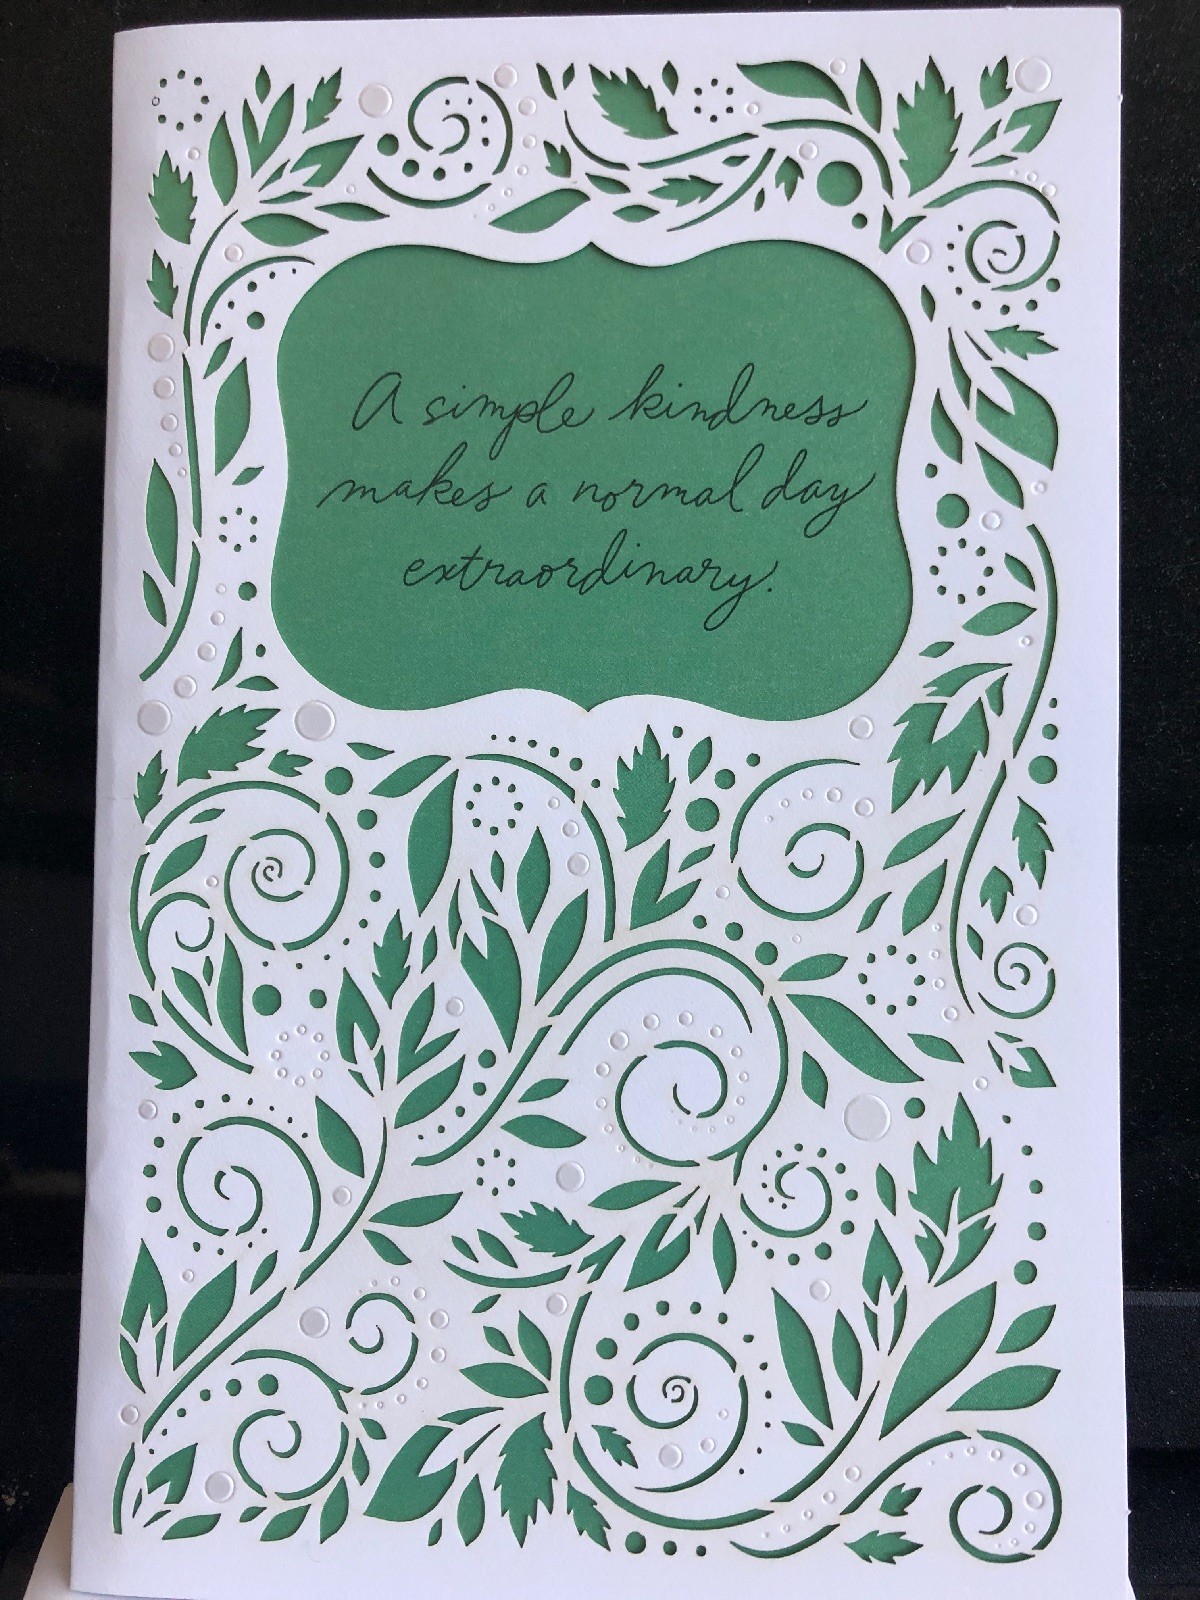 A simple kindness
makes a normal day
extraordinary.